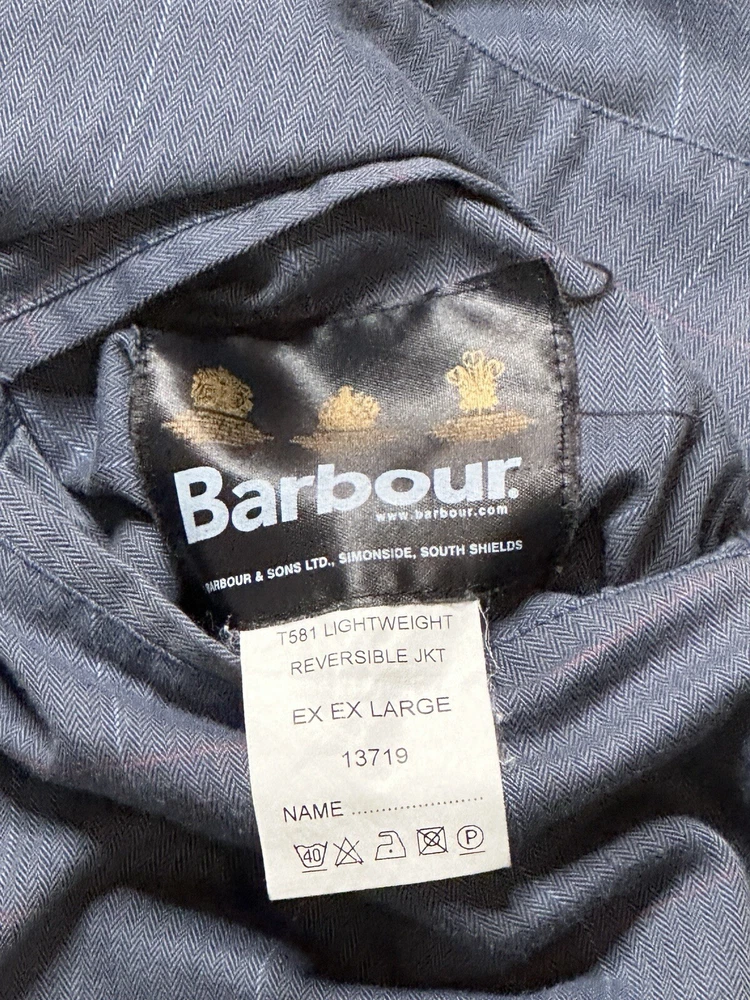 Barbour.
www.barbour.com
BARBOUR & SONS LTD., SIMONSIDE, SOUTH SHIELDS
T581 LIGHTWEIGHT
REVERSIBLE JKT
EX EX LARGE
13719
NAME ........................
40 P